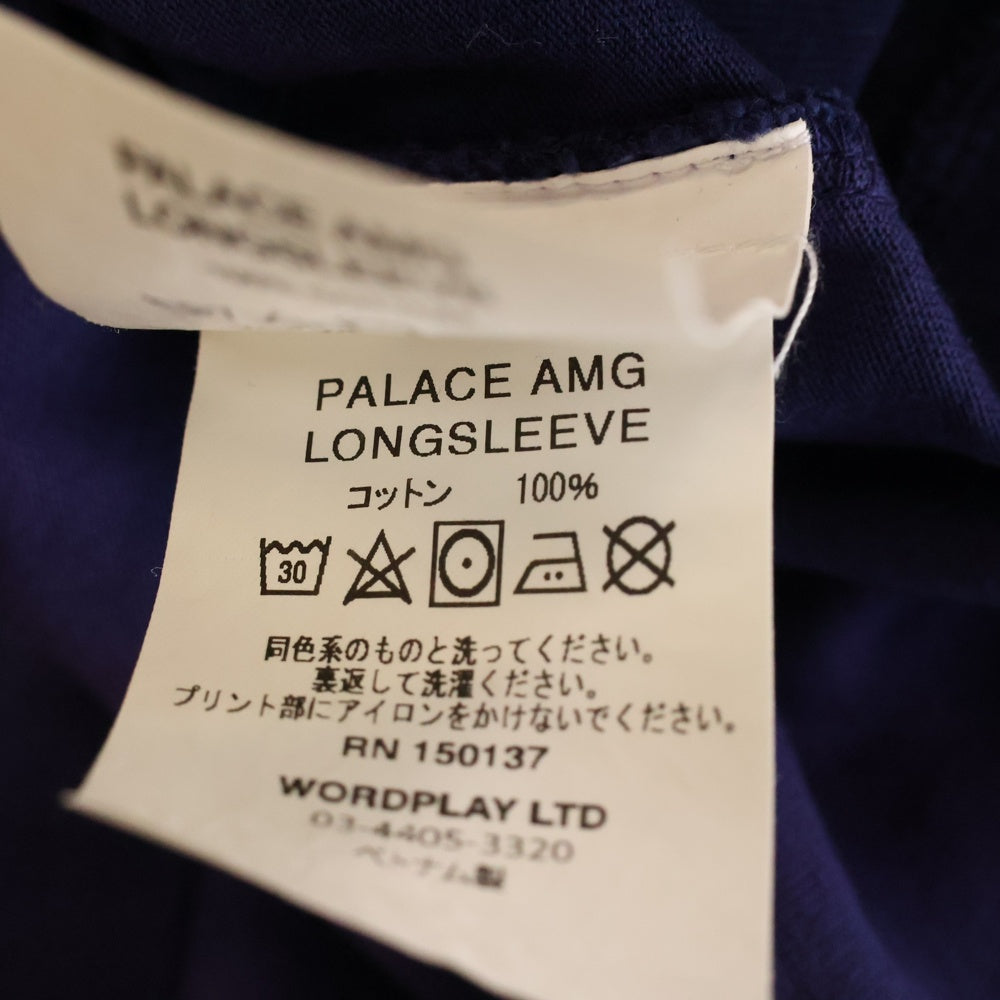 PALACE AMG
LONGSLEEVE
PALACE AMG
LONGSLEEVE
コットン 100%
30
同色系のものと洗ってください。
裏返して洗濯ください。
プリント部にアイロンをかけないでください。
RN 150137
WORDPLAY LTD
03-4405-3320
ベトナム製